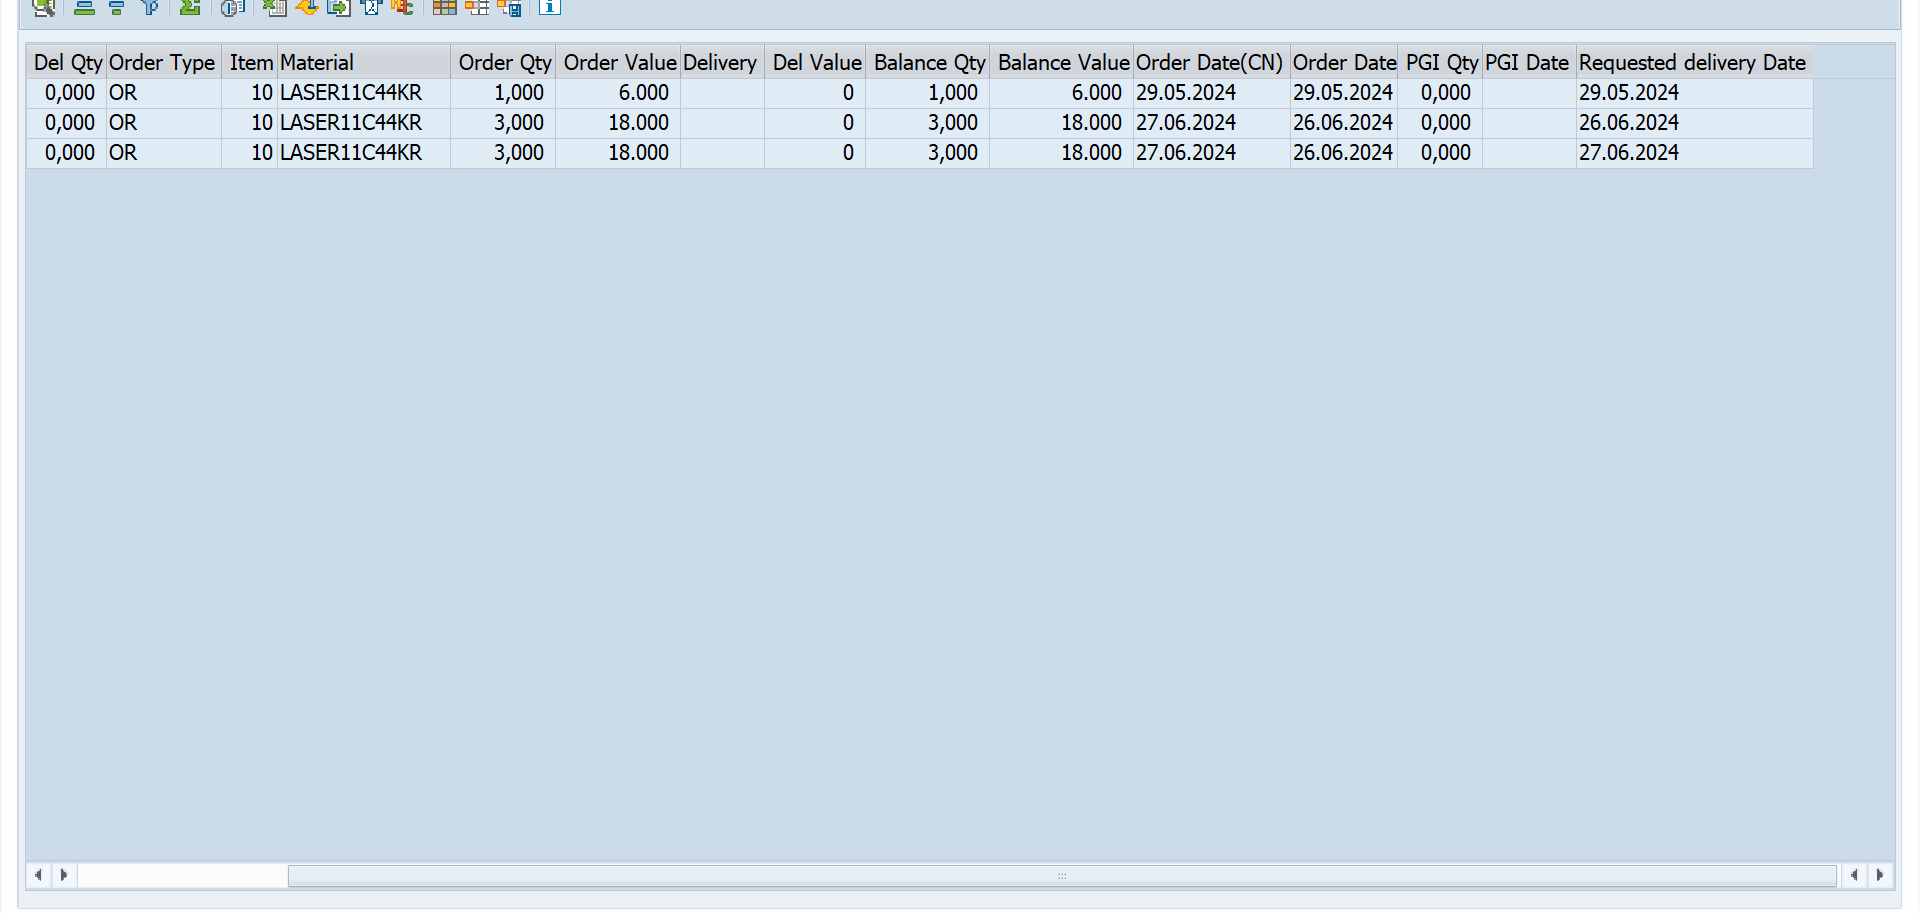 Del Qty Order Type Item Material Order Qty Order Value Delivery Del Value Balance Qty Balance Value Order Date(CN) Order Date PGI Qty PGI Date Requested delivery Date
0,000 OR 10 LASER11C44KR 1,000 6.000 0 1,000 6.000 29.05.2024 29.05.2024 0,000 29.05.2024
0,000 OR 10 LASER11C44KR 3,000 18.000 0 3,000 18.000 27.06.2024 26.06.2024 0,000 26.06.2024
0,000 OR 10 LASER11C44KR 3,000 18.000 0 3,000 18.000 27.06.2024 26.06.2024 0,000 27.06.2024